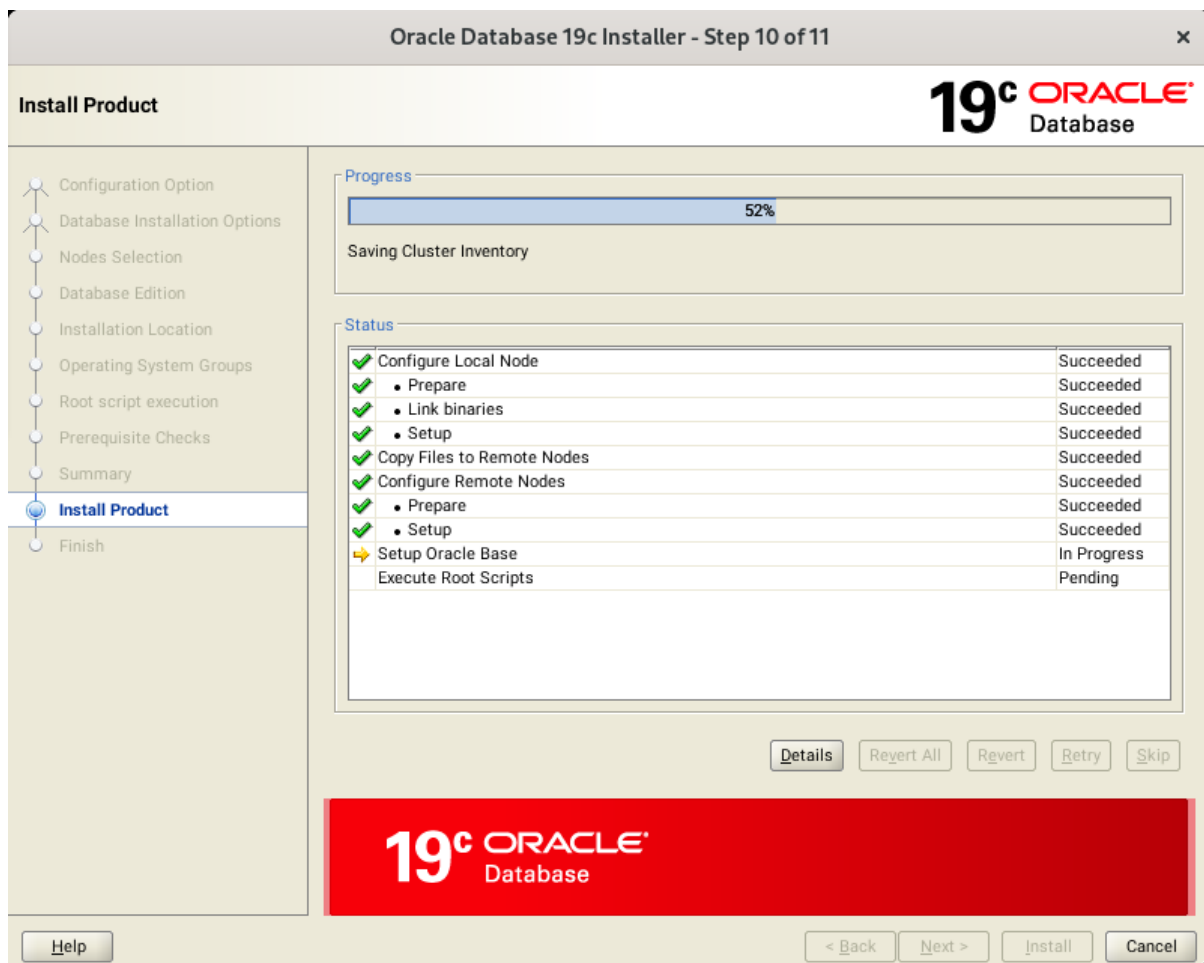 Oracle Database 19c Installer - Step 10 of 11
Install Product
19c ORACLE
Database
Configuration Option
Database Installation Options
Nodes Selection
Database Edition
Installation Location
Operating System Groups
Root script execution
Prerequisite Checks
Summary
Install Product
Finish
Progress
52%
Saving Cluster Inventory
Status
Configure Local Node Succeeded
• Prepare Succeeded
• Link binaries Succeeded
• Setup Succeeded
Copy Files to Remote Nodes Succeeded
Configure Remote Nodes Succeeded
• Prepare Succeeded
• Setup Succeeded
Setup Oracle Base In Progress
Execute Root Scripts Pending
Details Revert All Revert Retry Skip
19c ORACLE
Database
Help < Back Next > Install Cancel